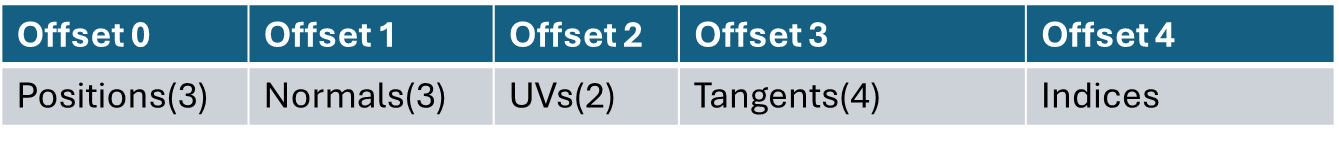 Offset 0 Offset 1 Offset 2 Offset 3 Offset 4
Positions(3) Normals(3) UVs(2) Tangents(4) Indices